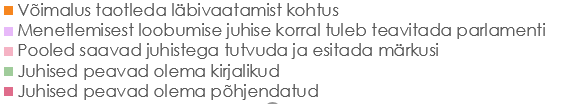 Võimalus taotleda läbivaatamist kohtus
Menetlemisest loobumise juhise korral tuleb teavitada parlamenti
Pooled saavad juhistega tutvuda ja esitada märkusi
Juhised peavad olema kirjalikud
Juhised peavad olema põhjendatud